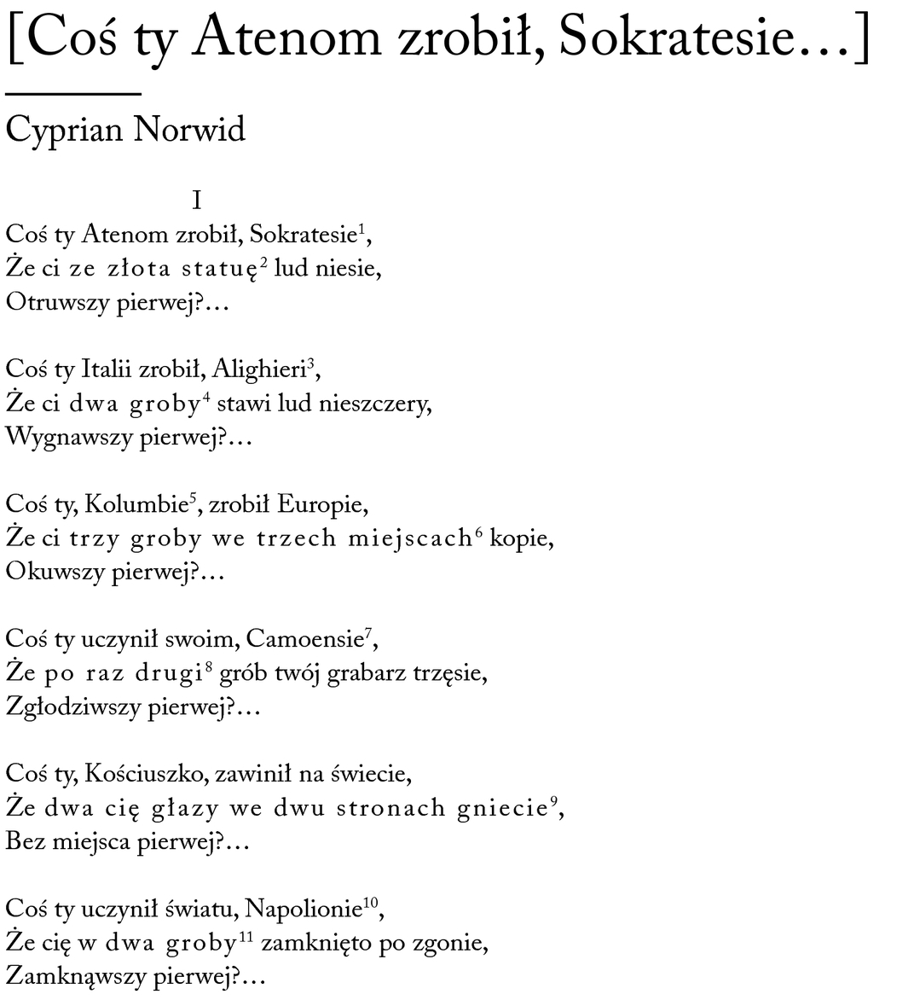 [Coś ty Atenom zrobił, Sokratesie…]
Cyprian Norwid
I
Coś ty Atenom zrobił, Sokratesie¹,
Że ci ze złota statuę² lud niesie,
Otruwszy pierwej?…
Coś ty Italii zrobił, Alighieri³,
Że ci dwa groby⁴ stawi lud nieszczery,
Wygnawszy pierwej?…
Coś ty, Kolumbie⁵, zrobił Europie,
Że ci trzy groby we trzech miejscach⁶ kopie,
Okuwszy pierwej?…
Coś ty uczynił swoim, Camoensie⁷,
Że po raz drugi⁸ grób twój grabarz trzęsie,
Zgłodziwszy pierwej?…
Coś ty, Kościuszko, zawinił na świecie,
Że dwa cię głazy we dwu stronach gniecie⁹,
Bez miejsca pierwej?…
Coś ty uczynił światu, Napolionie¹⁰,
Że cię w dwa groby¹¹ zamknięto po zgonie,
Zamknąwszy pierwej?…